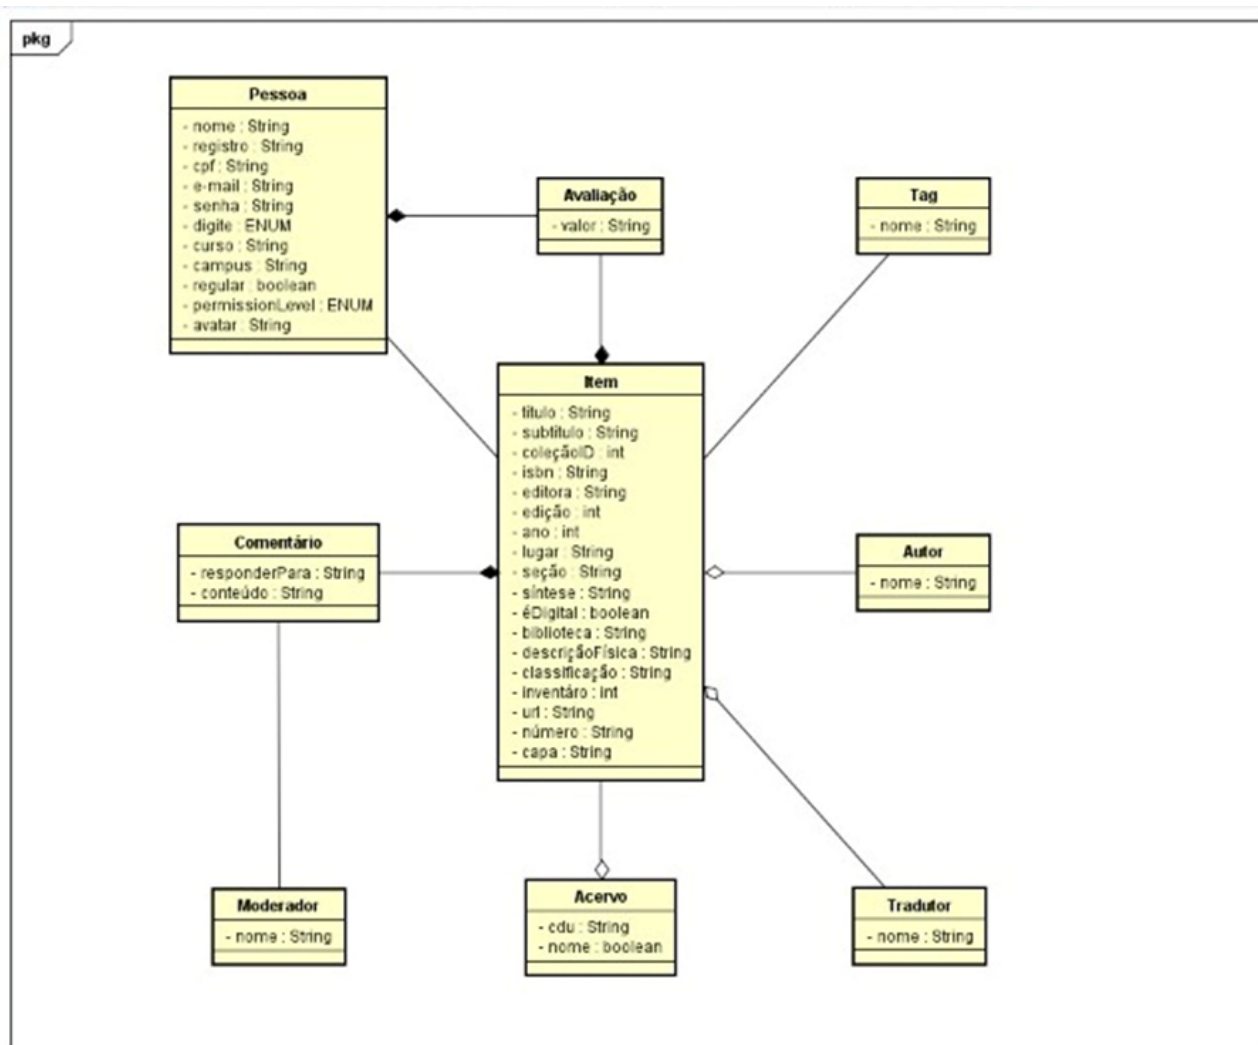 pkg
Pessoa
- nome : String
- registro : String
- cpf : String
- e-mail : String
- senha : String
- digite : ENUM
- curso : String
- campus : String
- regular : boolean
- permissionLevel : ENUM
- avatar : String
Avaliação
- valor : String
Tag
- nome : String
Item
- título : String
- subtítulo : String
- coleçãoID : int
- isbn : String
- editora : String
- edição : int
- ano : int
- lugar : String
- seção : String
- síntese : String
- éDigital : boolean
- biblioteca : String
- descriçãoFísica : String
- classificação : String
- inventáro : int
- url : String
- número : String
- capa : String
Comentário
- responderPara : String
- conteúdo : String
Autor
- nome : String
Moderador
- nome : String
Acervo
- cdu : String
- nome : boolean
Tradutor
- nome : String